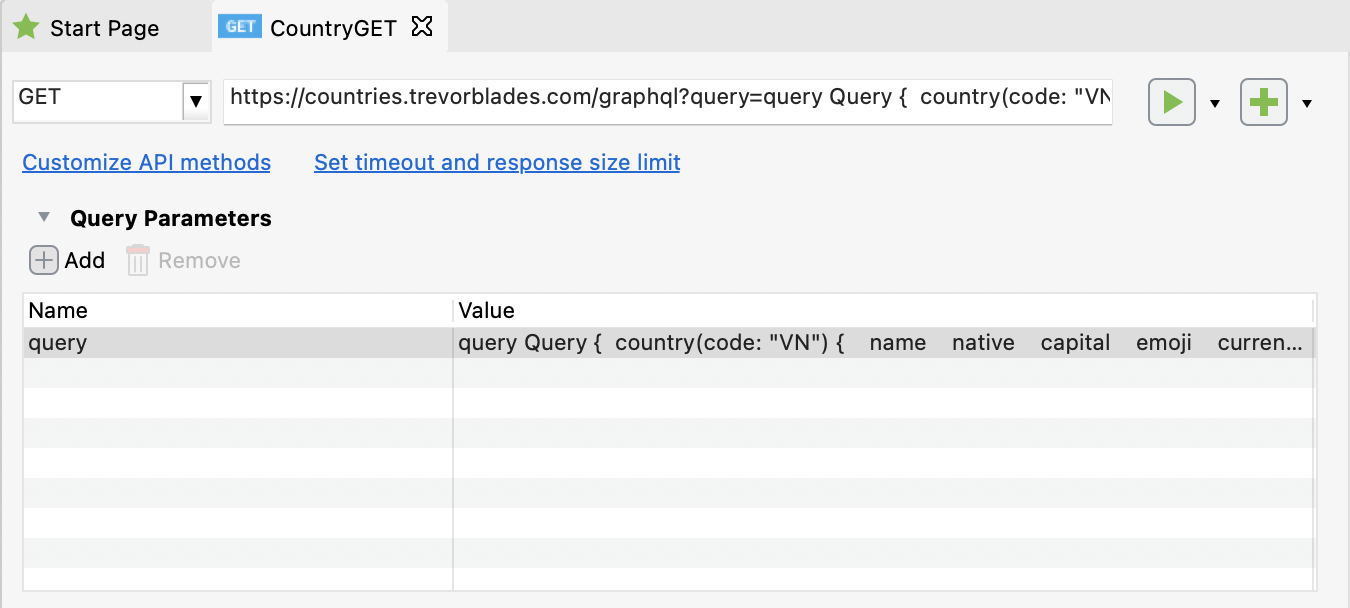 Start Page
GET CountryGET
GET
https://countries.trevorblades.com/graphql?query=query Query {  country(code: "VN
Customize API methods
Set timeout and response size limit
Query Parameters
Add
Remove
Name
Value
query
query Query {  country(code: "VN") {    name    native    capital    emoji    curren...